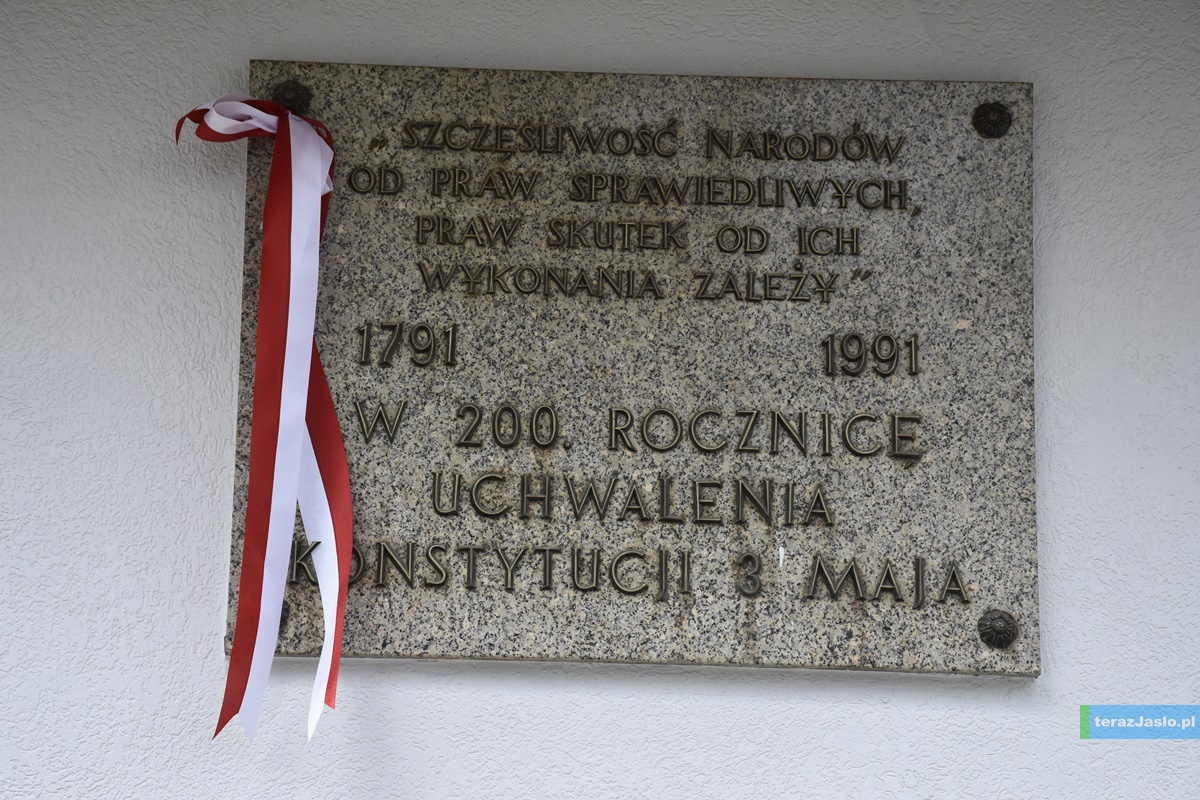 „SZCZĘŚLIWOŚĆ NARODÓW
OD PRAW SPRAWIEDLIWYCH,
PRAW SKUTEK OD ICH
WYKONANIA ZALEŻY”
1791 1991
W 200. ROCZNICĘ
UCHWALENIA
KONSTYTUCJI 3 MAJA
terazJaslo.pl